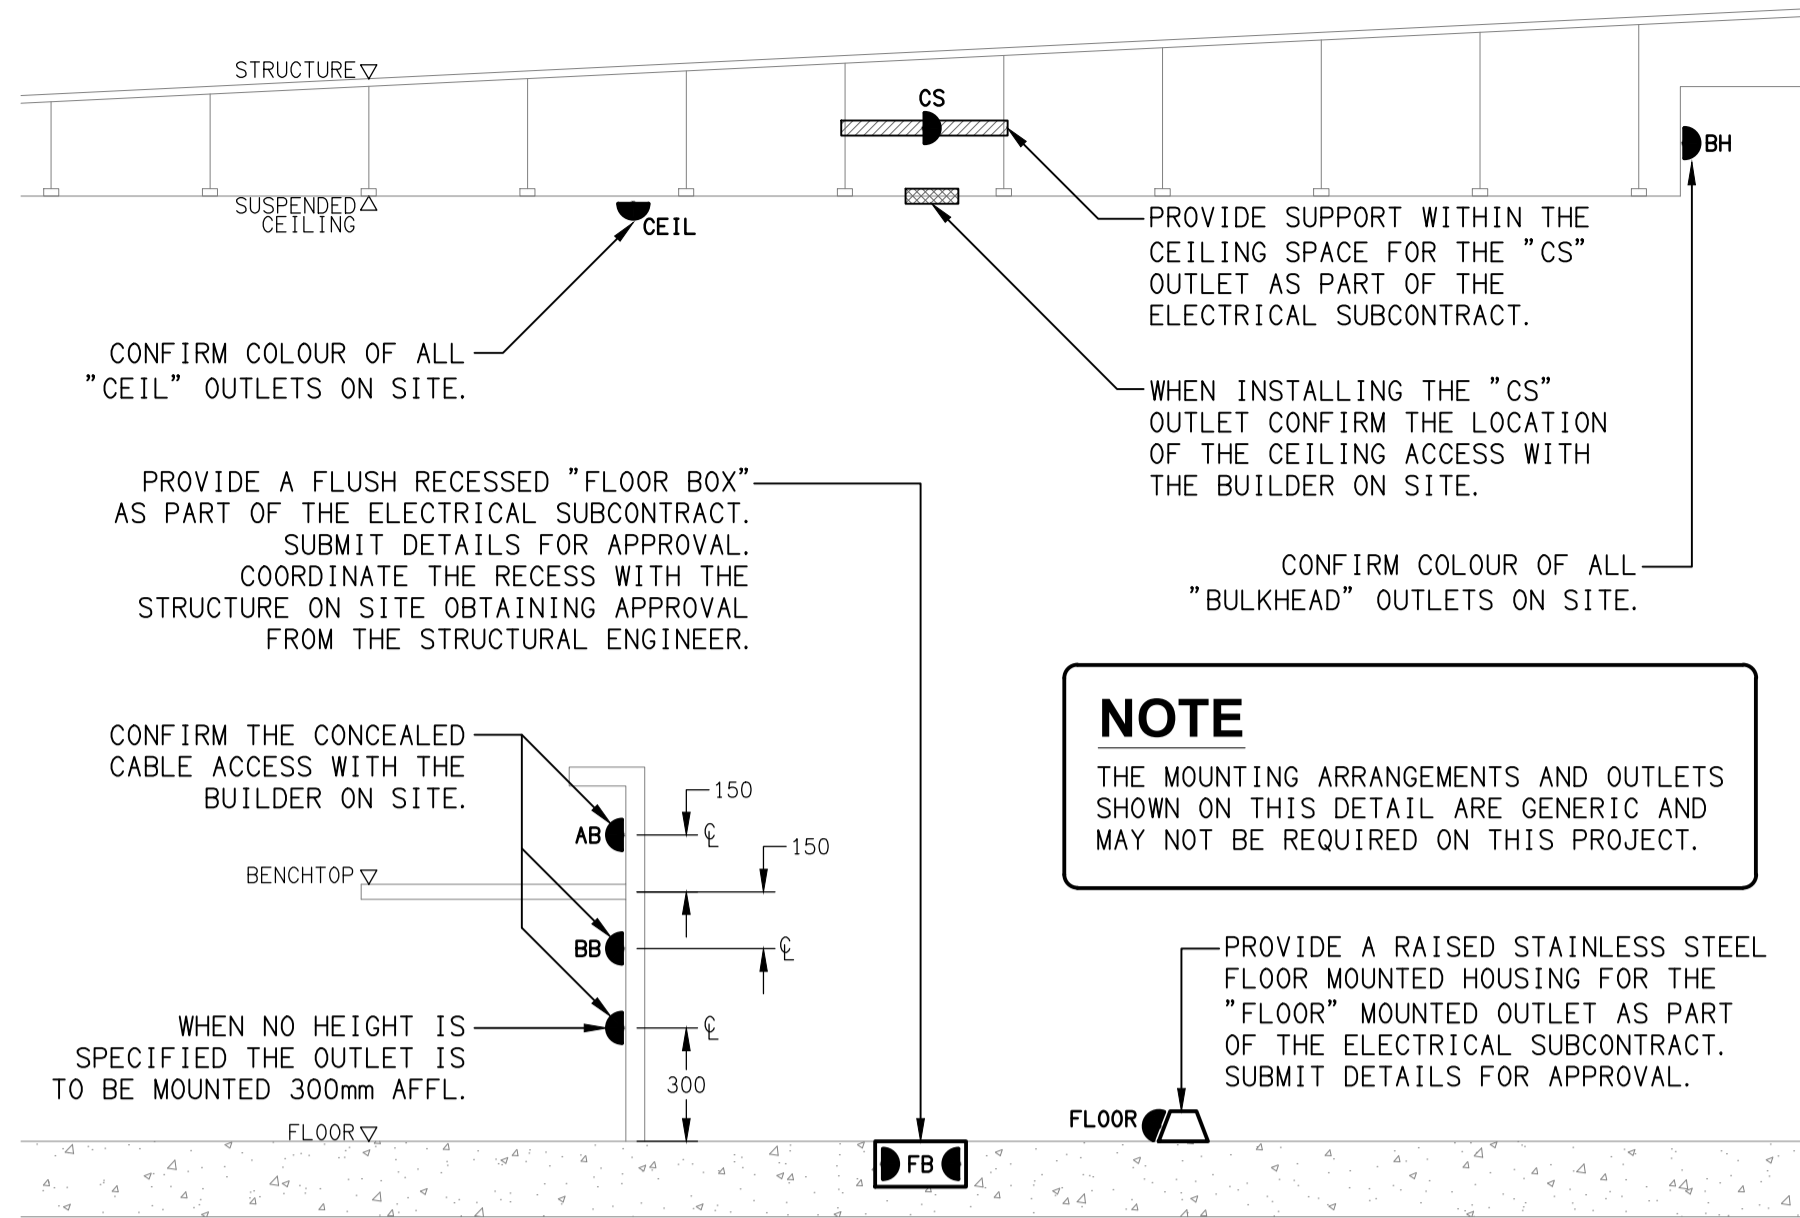 STRUCTURE
CS
BH
SUSPENDED
CEILING
CEIL
PROVIDE SUPPORT WITHIN THE
CEILING SPACE FOR THE "CS"
OUTLET AS PART OF THE
ELECTRICAL SUBCONTRACT.
CONFIRM COLOUR OF ALL
"CEIL" OUTLETS ON SITE.
WHEN INSTALLING THE "CS"
OUTLET CONFIRM THE LOCATION
OF THE CEILING ACCESS WITH
THE BUILDER ON SITE.
PROVIDE A FLUSH RECESSED "FLOOR BOX"
AS PART OF THE ELECTRICAL SUBCONTRACT.
SUBMIT DETAILS FOR APPROVAL.
COORDINATE THE RECESS WITH THE
STRUCTURE ON SITE OBTAINING APPROVAL
FROM THE STRUCTURAL ENGINEER.
CONFIRM COLOUR OF ALL
"BULKHEAD" OUTLETS ON SITE.
NOTE
THE MOUNTING ARRANGEMENTS AND OUTLETS
SHOWN ON THIS DETAIL ARE GENERIC AND
MAY NOT BE REQUIRED ON THIS PROJECT.
CONFIRM THE CONCEALED
CABLE ACCESS WITH THE
BUILDER ON SITE.
150
AB
℄
150
BENCHTOP
BB
℄
WHEN NO HEIGHT IS
SPECIFIED THE OUTLET IS
TO BE MOUNTED 300mm AFFL.
℄
300
PROVIDE A RAISED STAINLESS STEEL
FLOOR MOUNTED HOUSING FOR THE
"FLOOR" MOUNTED OUTLET AS PART
OF THE ELECTRICAL SUBCONTRACT.
SUBMIT DETAILS FOR APPROVAL.
FLOOR
FLOOR
FB